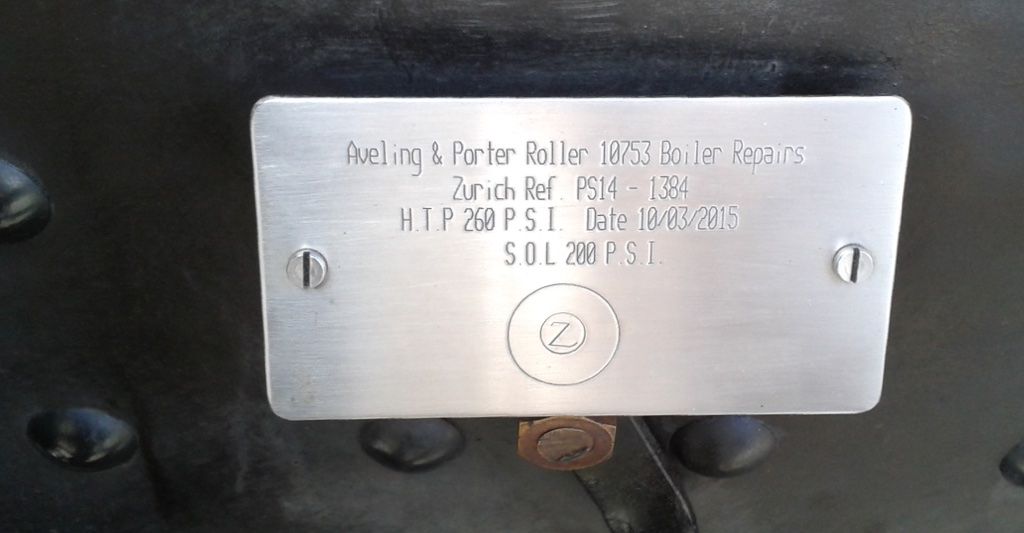 Aveling & Porter Roller 10753 Boiler Repairs
Zurich Ref. PS14 - 1384
H.T.P 260 P.S.I. Date 10/03/2015
S.O.L 200 P.S.I.
Z